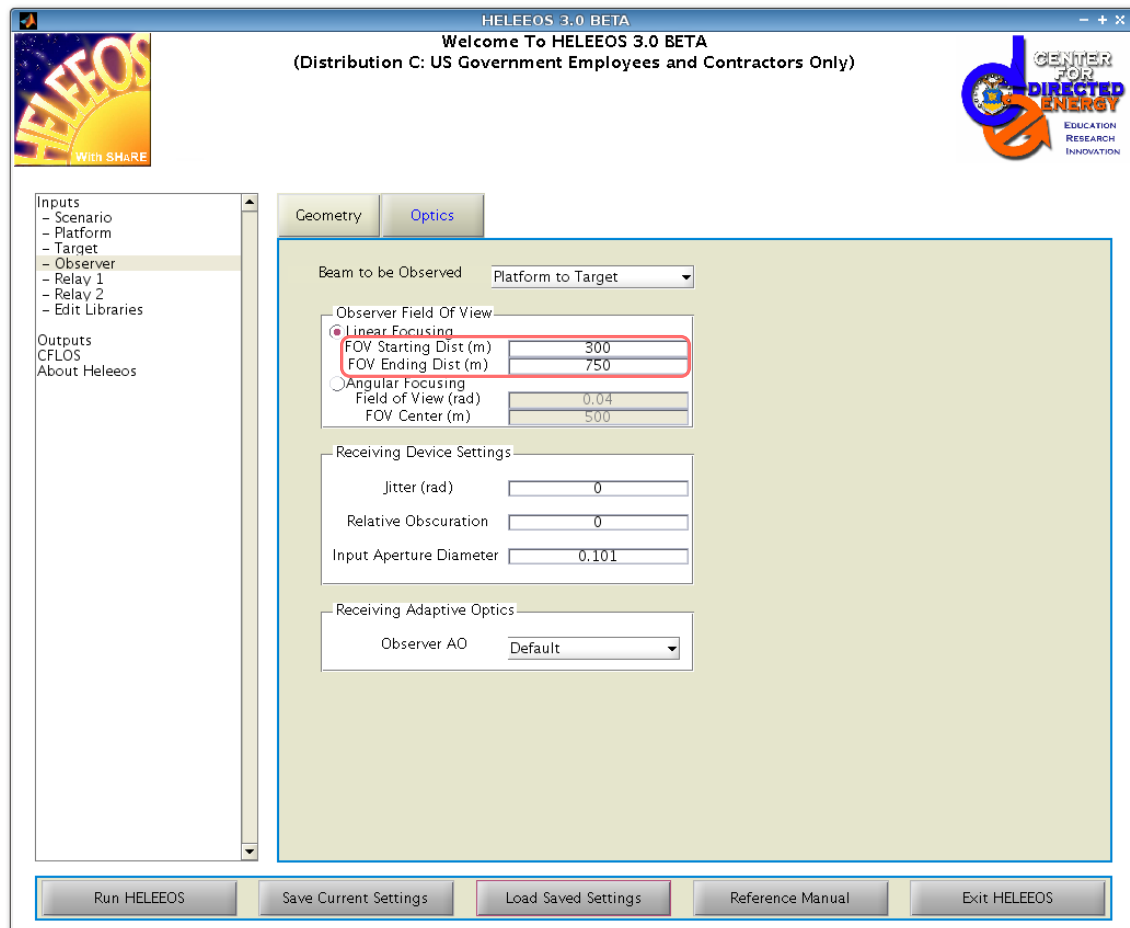 HELEEOS 3.0 BETA
Welcome To HELEEOS 3.0 BETA
(Distribution C: US Government Employees and Contractors Only)
HELEEOS
With SHARE
CENTER
FOR
DIRECTED
ENERGY
EDUCATION
RESEARCH
INNOVATION
Inputs
– Scenario
– Platform
– Target
– Observer
– Relay 1
– Relay 2
– Edit Libraries
Outputs
CFLOS
About Heleeos
Geometry Optics
Beam to be Observed Platform to Target
Observer Field Of View
Linear Focusing
FOV Starting Dist (m) 300
FOV Ending Dist (m) 750
Angular Focusing
Field of View (rad) 0.04
FOV Center (m) 500
Receiving Device Settings
Jitter (rad) 0
Relative Obscuration 0
Input Aperture Diameter 0.101
Receiving Adaptive Optics
Observer AO Default
Run HELEEOS Save Current Settings Load Saved Settings Reference Manual Exit HELEEOS